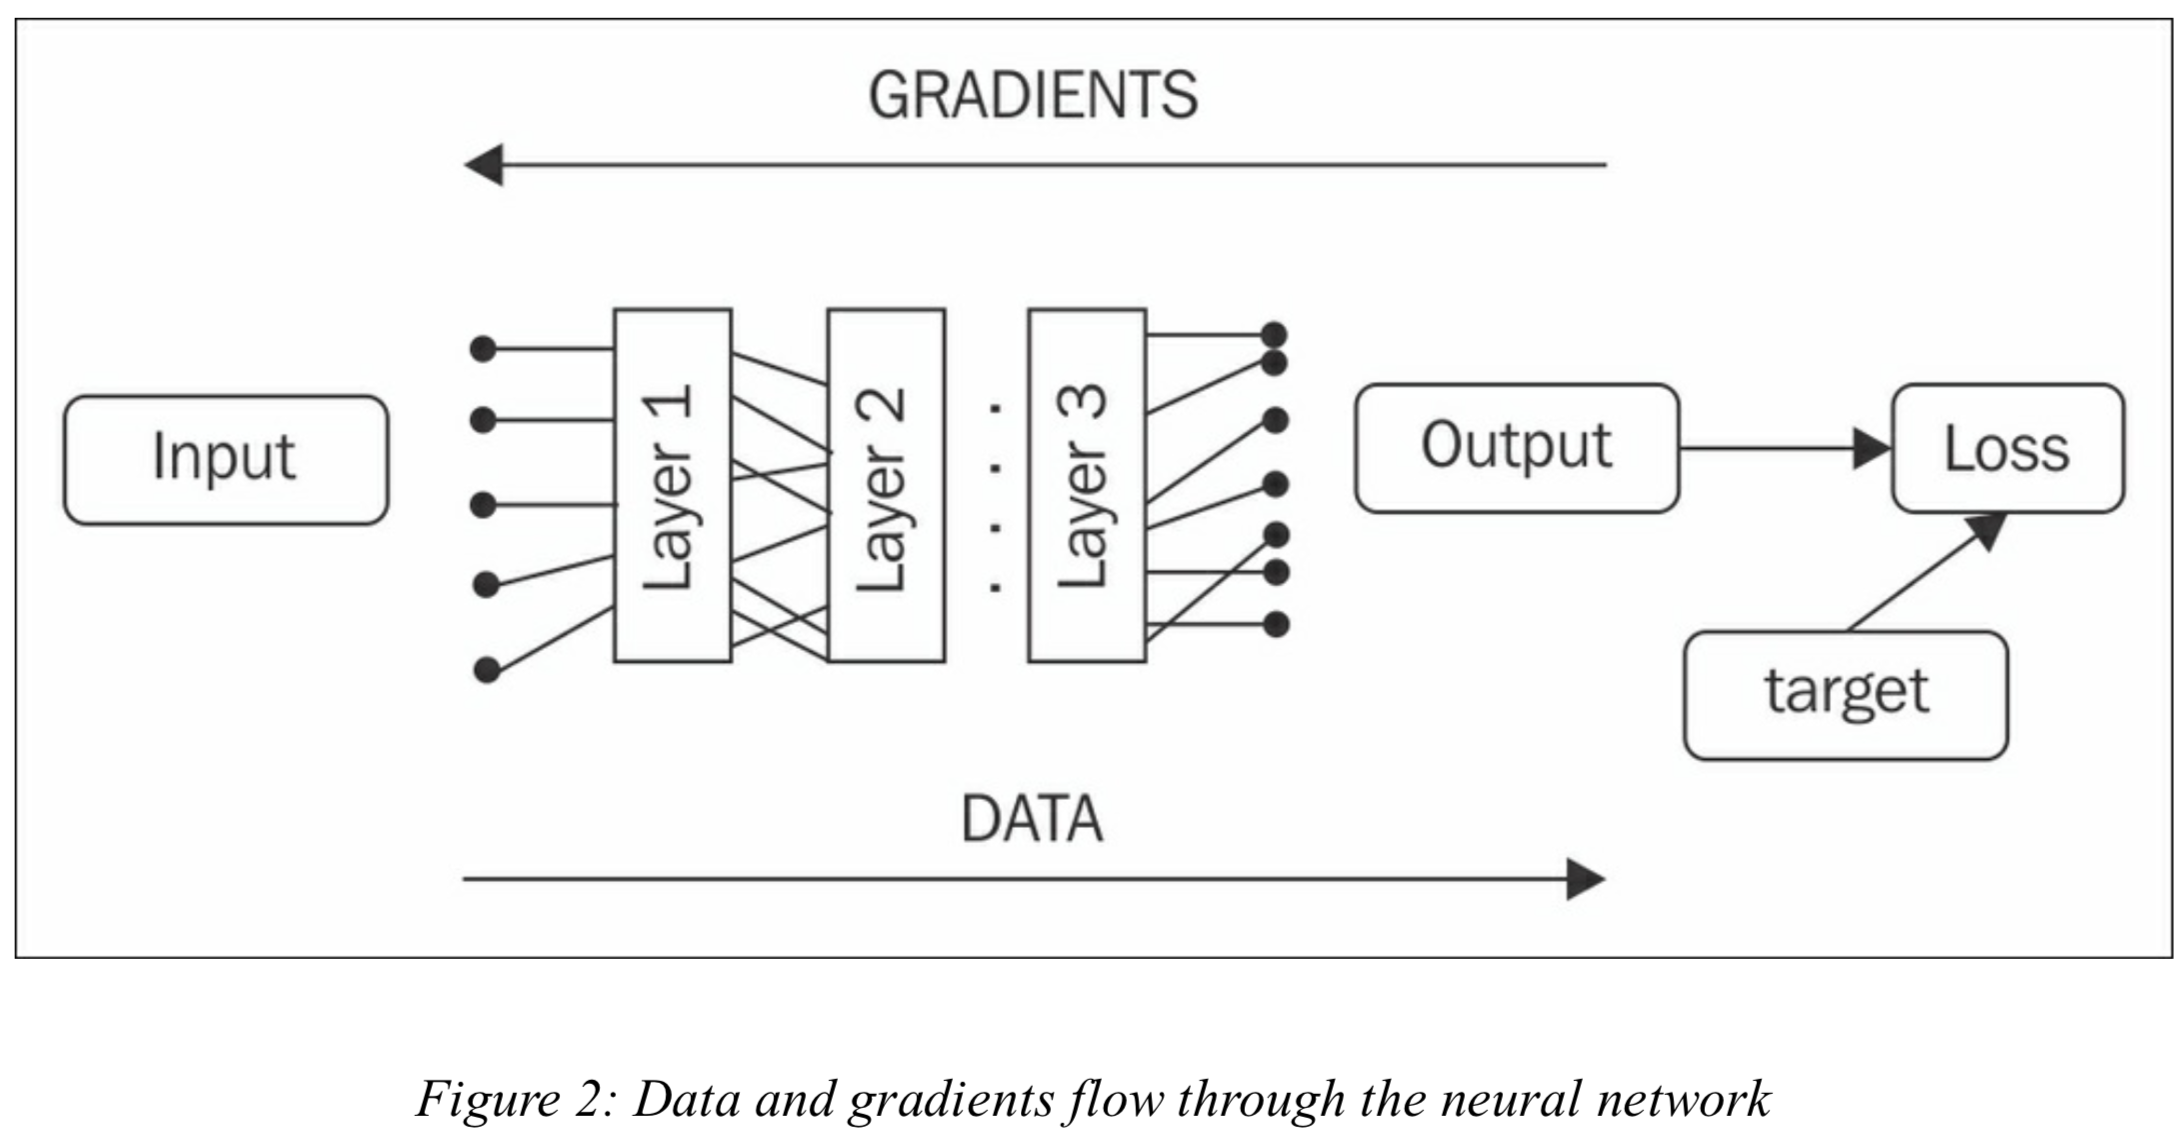 GRADIENTS
Input
Layer 1
Layer 2
Layer 3
Output
Loss
target
DATA
Figure 2: Data and gradients flow through the neural network